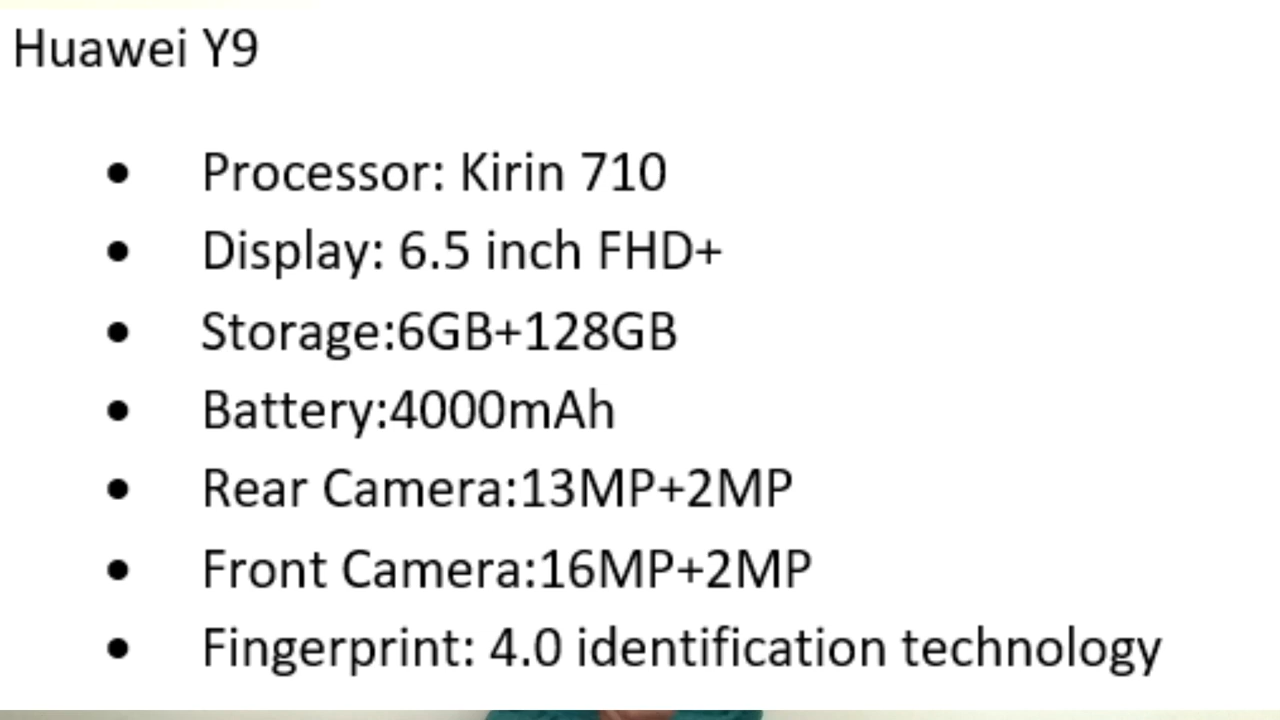 Huawei Y9
• Processor: Kirin 710
• Display: 6.5 inch FHD+
• Storage:6GB+128GB
• Battery:4000mAh
• Rear Camera:13MP+2MP
• Front Camera:16MP+2MP
• Fingerprint: 4.0 identification technology